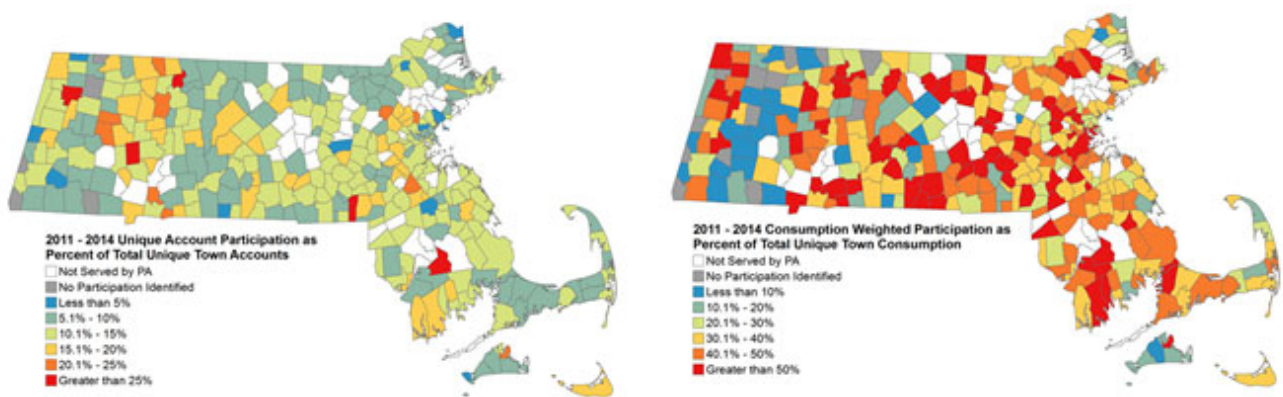 2011 - 2014 Unique Account Participation as
Percent of Total Unique Town Accounts
Not Served by PA
No Participation Identified
Less than 5%
5.1% - 10%
10.1% - 15%
15.1% - 20%
20.1% - 25%
Greater than 25%
2011 - 2014 Consumption Weighted Participation as
Percent of Total Unique Town Consumption
Not Served by PA
No Participation Identified
Less than 10%
10.1% - 20%
20.1% - 30%
30.1% - 40%
40.1% - 50%
Greater than 50%